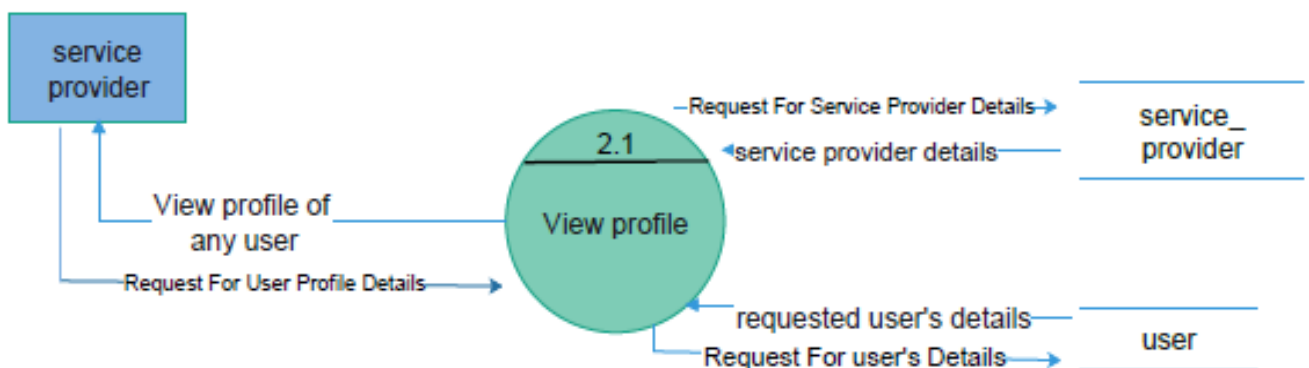 service
provider
Request For Service Provider Details
service_
provider
2.1
service provider details
View profile of
any user
View profile
Request For User Profile Details
requested user's details
user
Request For user's Details